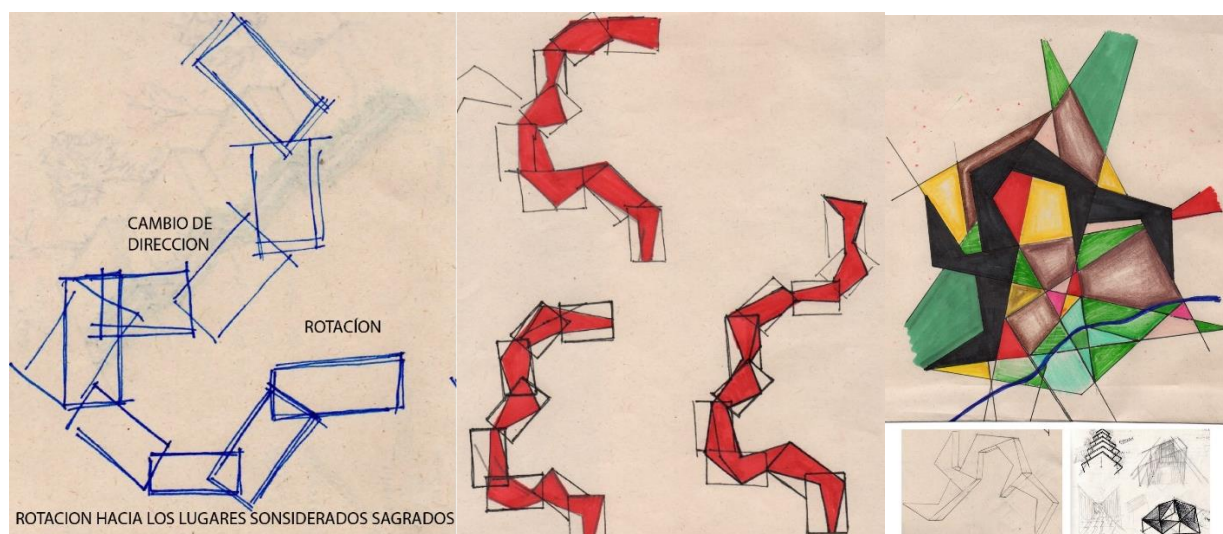 CAMBIO DE
DIRECCION
ROTACÍON
ROTACION HACIA LOS LUGARES SONSIDERADOS SAGRADOS